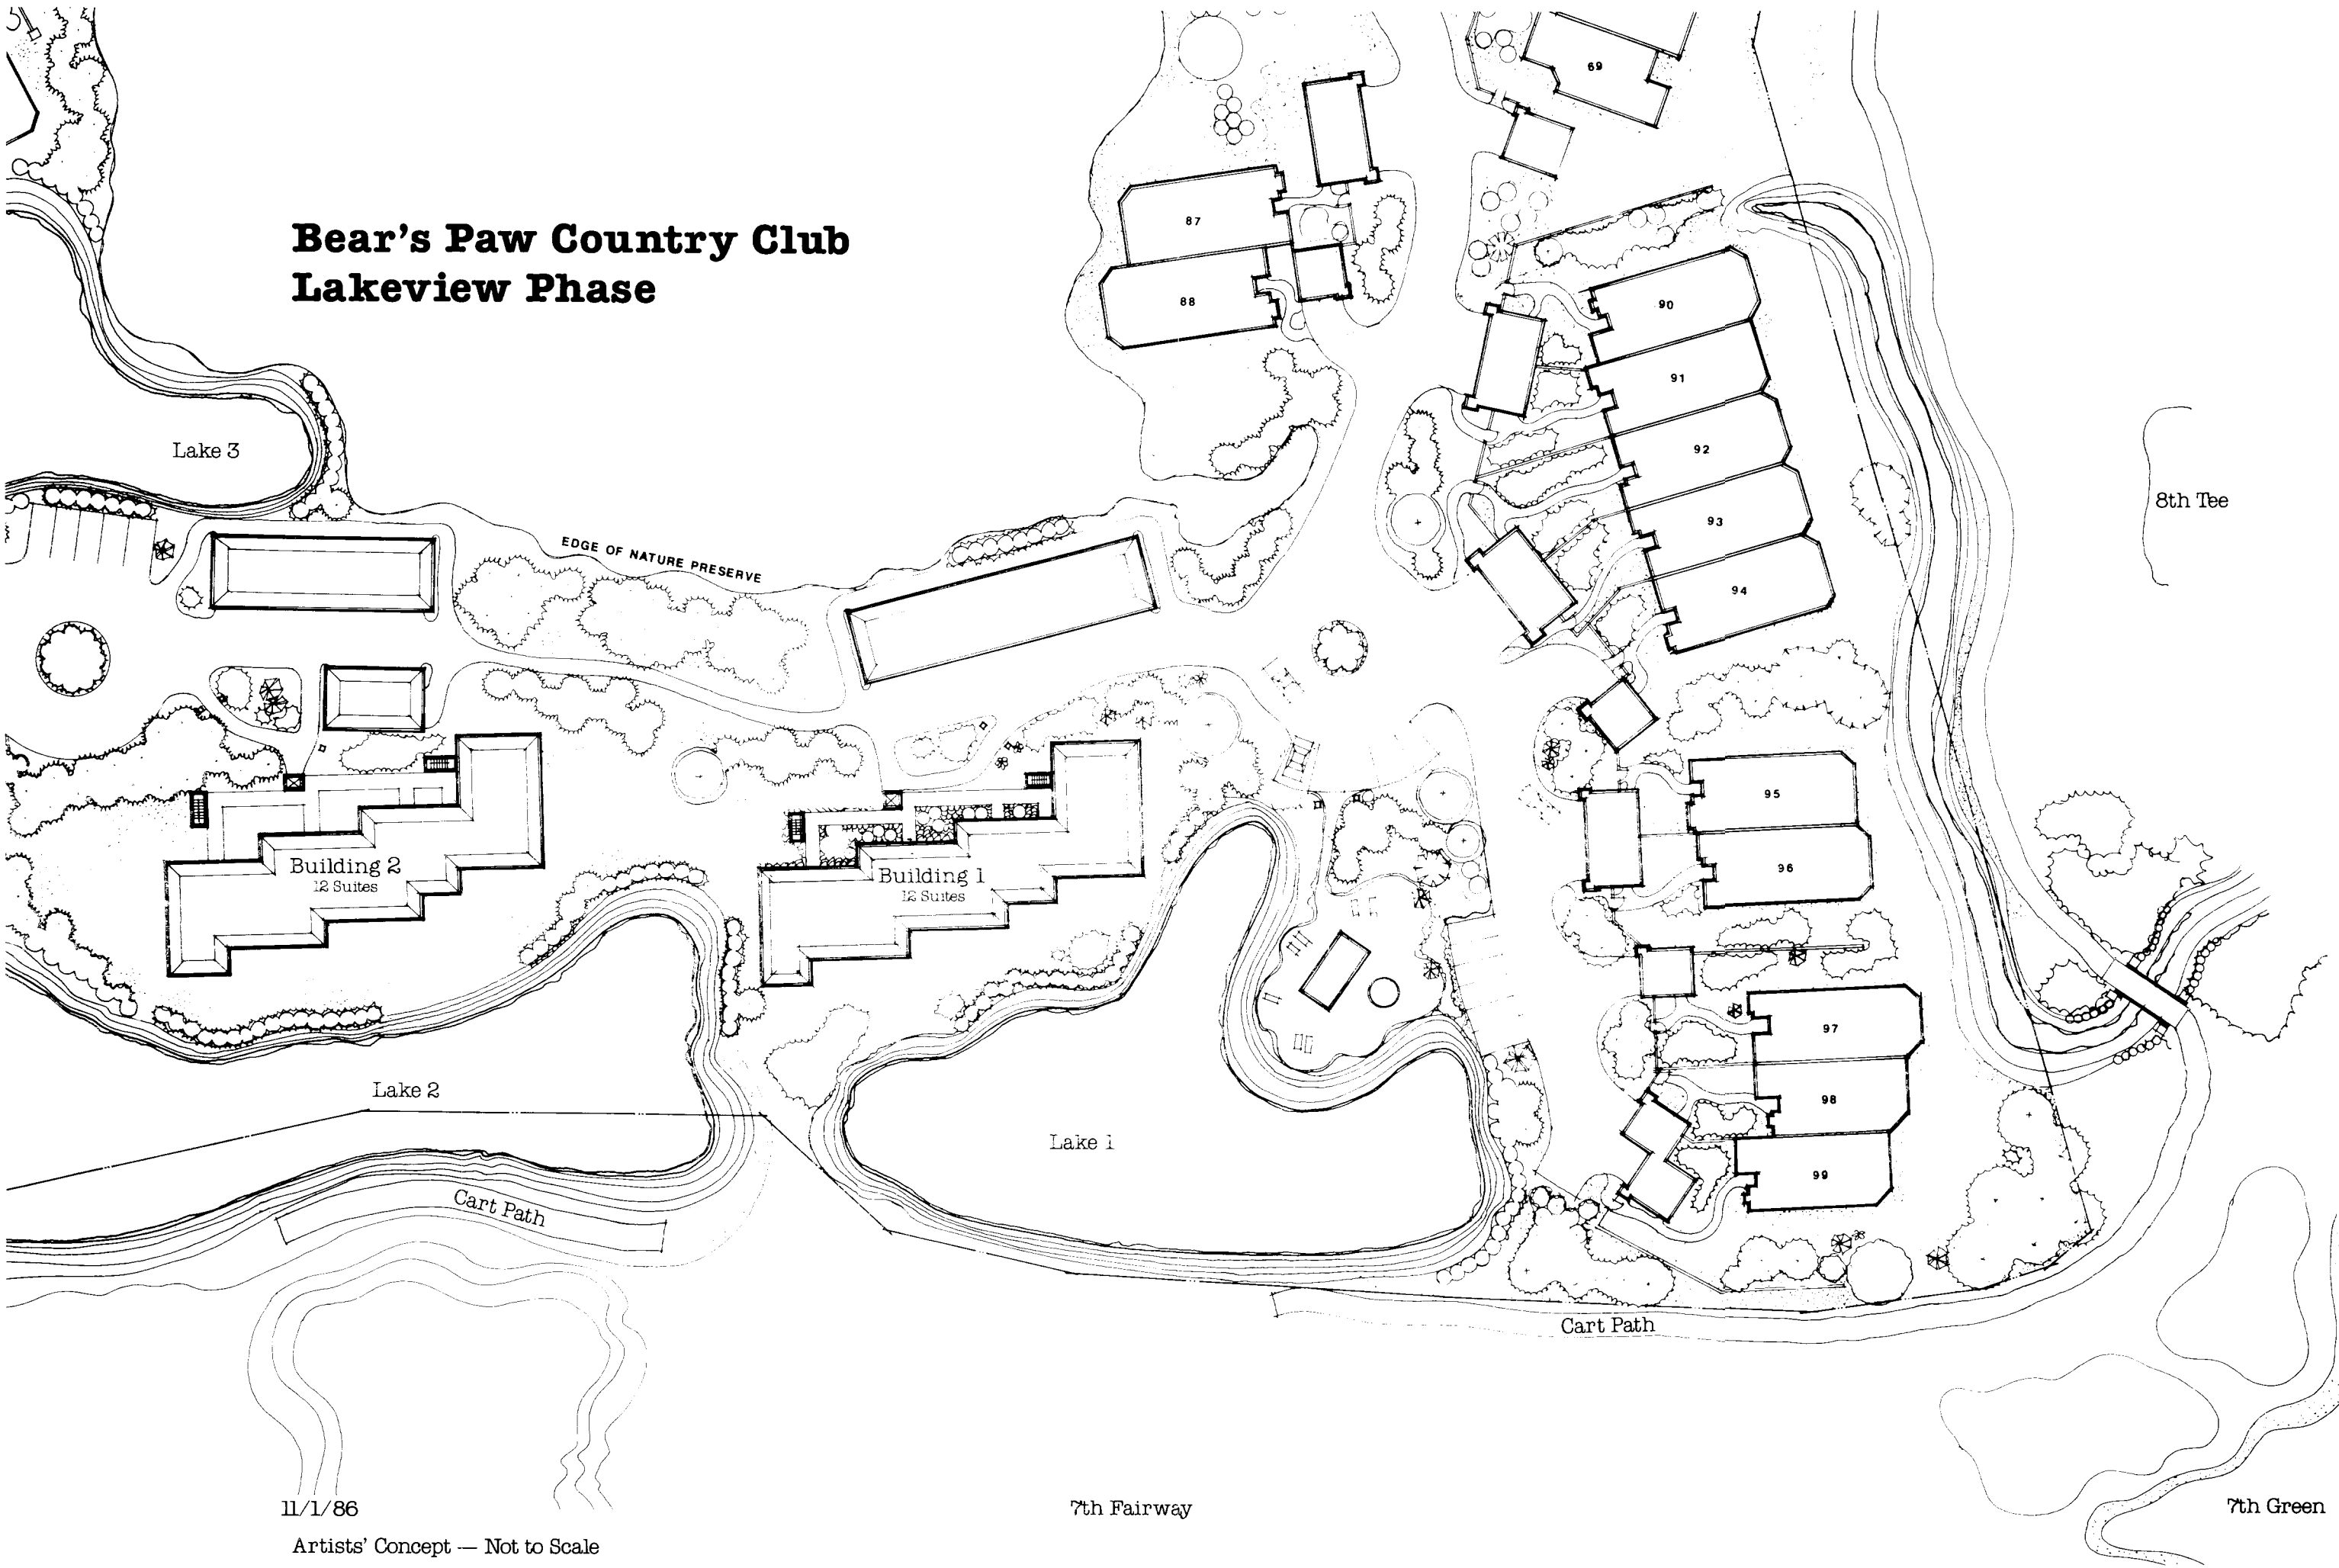 69
Bear's Paw Country Club
Lakeview Phase
87
88
90
91
92
93
94
Lake 3
8th Tee
EDGE OF NATURE PRESERVE
95
96
Building 2
12 Suites
Building 1
12 Suites
97
98
99
Lake 2
Lake 1
Cart Path
Cart Path
11/1/86
7th Fairway
7th Green
Artists' Concept — Not to Scale